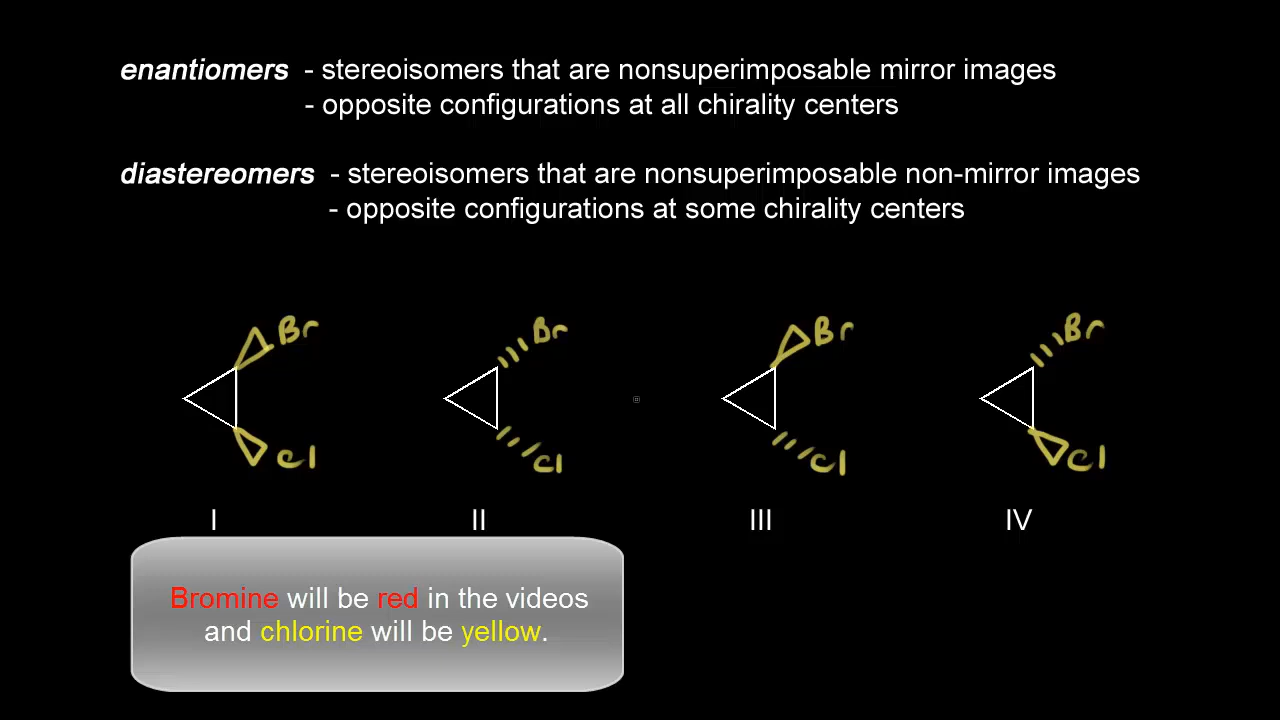 enantiomers - stereoisomers that are nonsuperimposable mirror images
- opposite configurations at all chirality centers
diastereomers - stereoisomers that are nonsuperimposable non-mirror images
- opposite configurations at some chirality centers
Br Br Br Br
Cl Cl Cl Cl
I II III IV
Bromine will be red in the videos
and chlorine will be yellow.